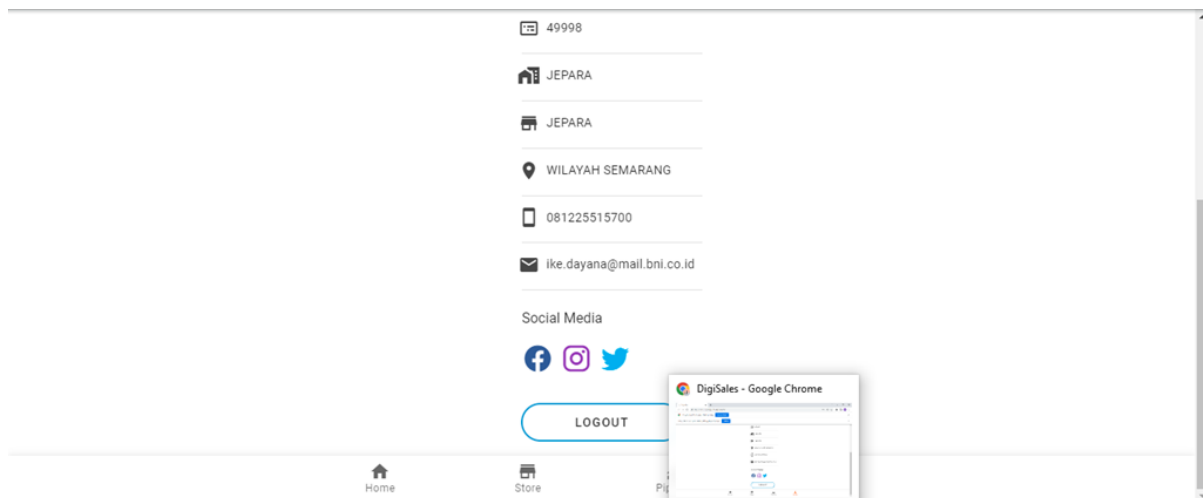 49998
JEPARA
JEPARA
WILAYAH SEMARANG
081225515700
ike.dayana@mail.bni.co.id
Social Media
DigiSales - Google Chrome
LOGOUT
Home
Store